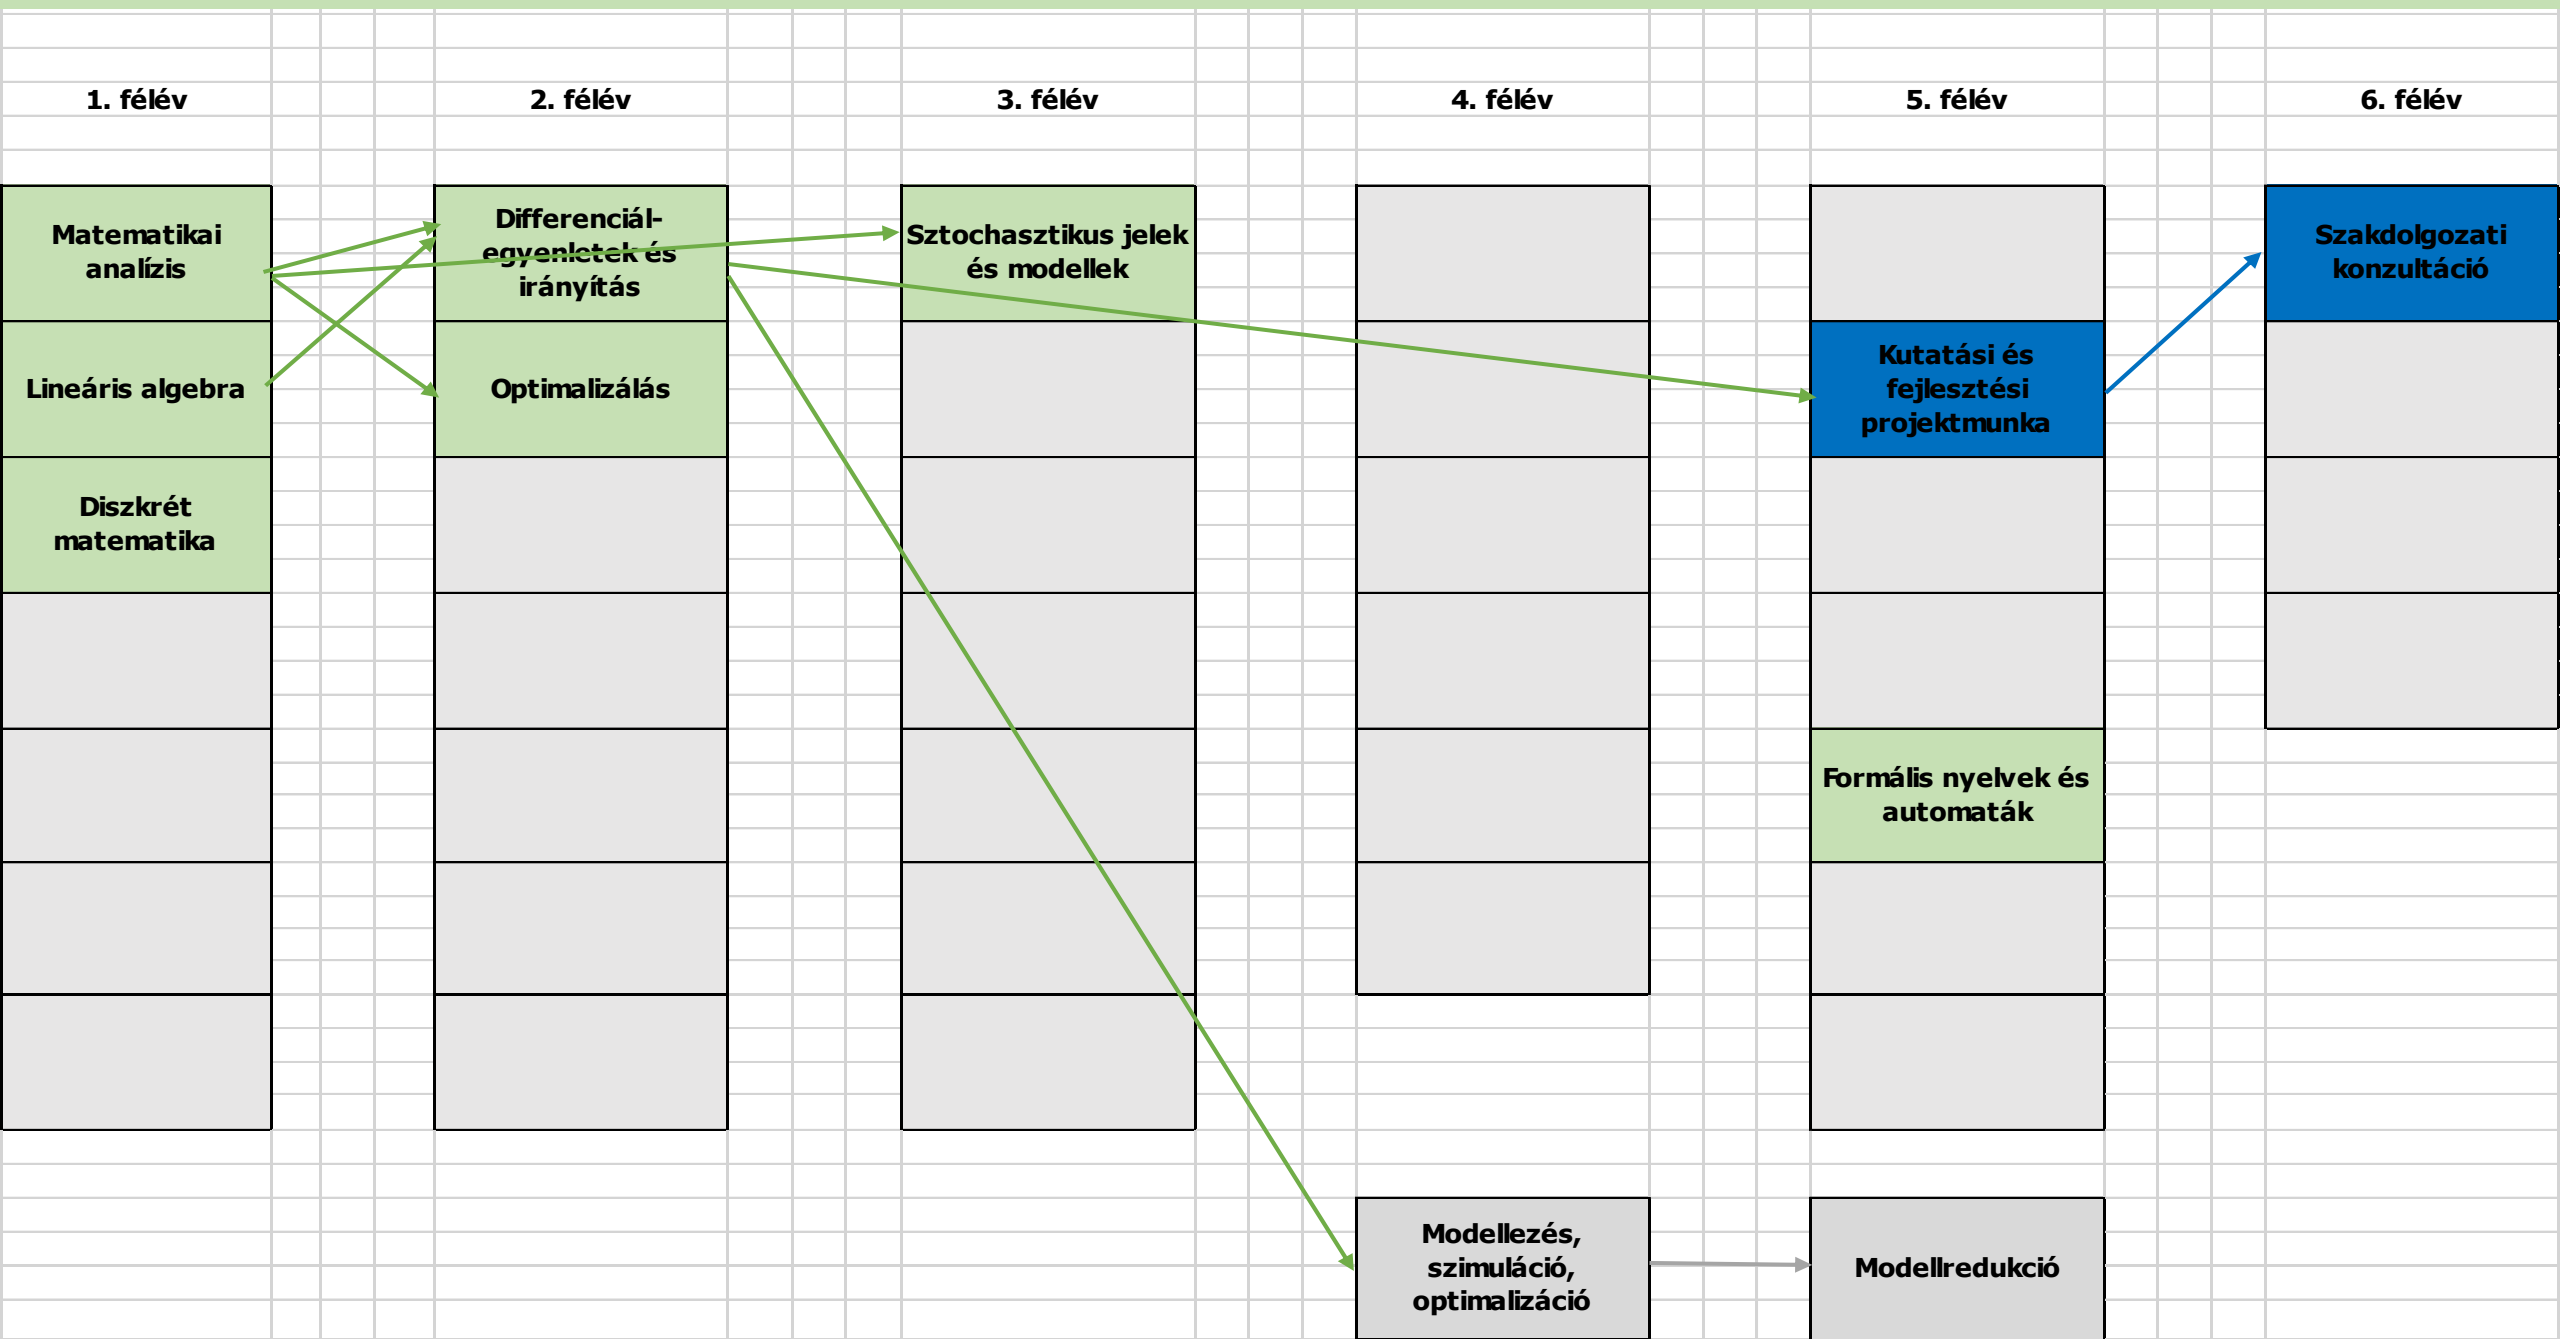 1. félév
2. félév
3. félév
4. félév
5. félév
6. félév
Matematikai
analízis
Lineáris algebra
Diszkrét
matematika
Differenciál-
egyenletek és
irányítás
Optimalizálás
Sztochasztikus jelek
és modellek
Modellezés,
szimuláció,
optimalizáció
Kutatási és
fejlesztési
projektmunka
Formális nyelvek és
automaták
Modellredukció
Szakdolgozati
konzultáció